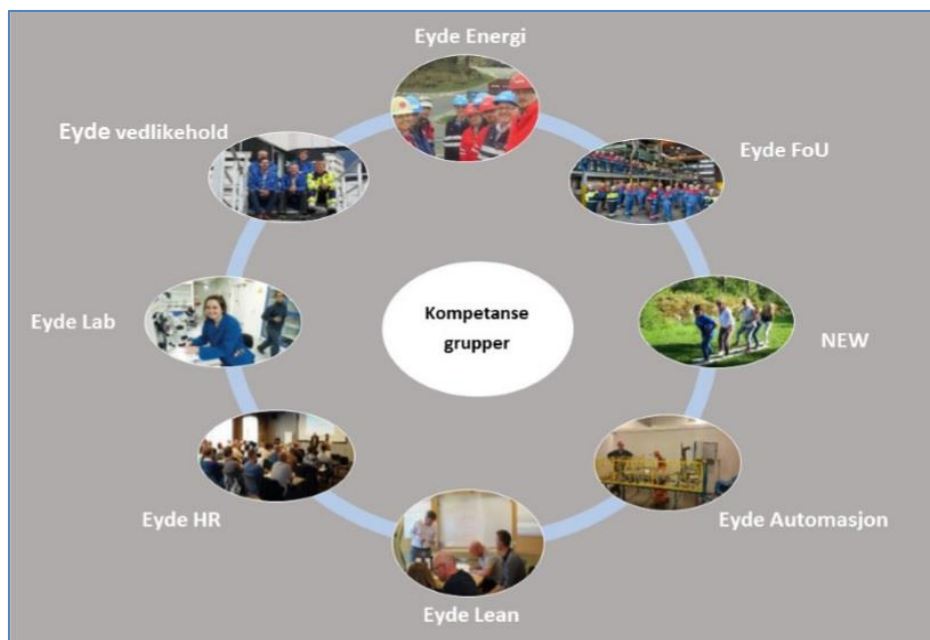 Eyde Energi
Eyde vedlikehold
Eyde FoU
Eyde Lab
Kompetanse
grupper
NEW
Eyde HR
Eyde Automasjon
Eyde Lean